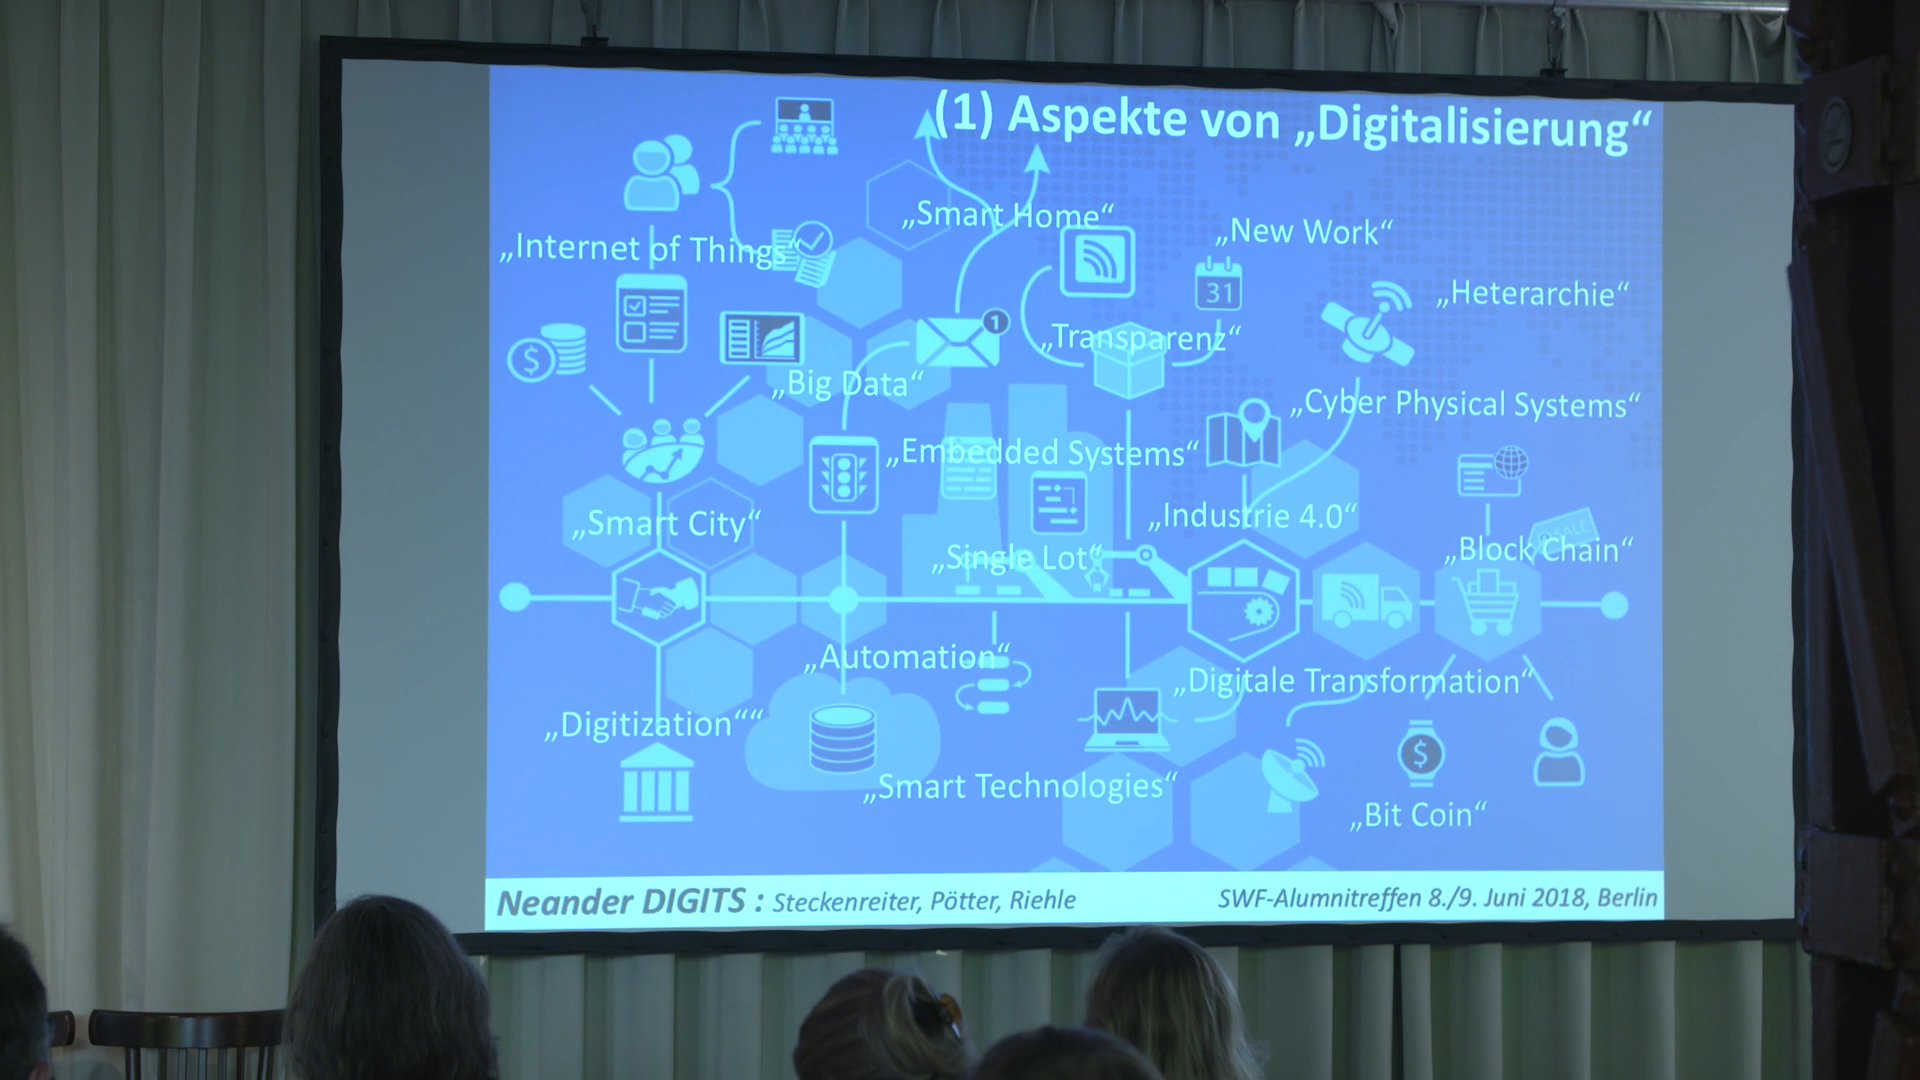 (1) Aspekte von „Digitalisierung“
„Smart Home“
„New Work“
„Internet of Things“
„Heterarchie“
„Transparenz“
„Big Data“
„Cyber Physical Systems“
„Embedded Systems“
„Smart City“
„Industrie 4.0“
„Single Lot“
„Block Chain“
„Automation“
„Digitale Transformation“
„Digitization““
„Smart Technologies“
„Bit Coin“
31
1
$
$
SALE
Neander DIGITS : Steckenreiter, Pötter, Riehle
SWF-Alumnitreffen 8./9. Juni 2018, Berlin